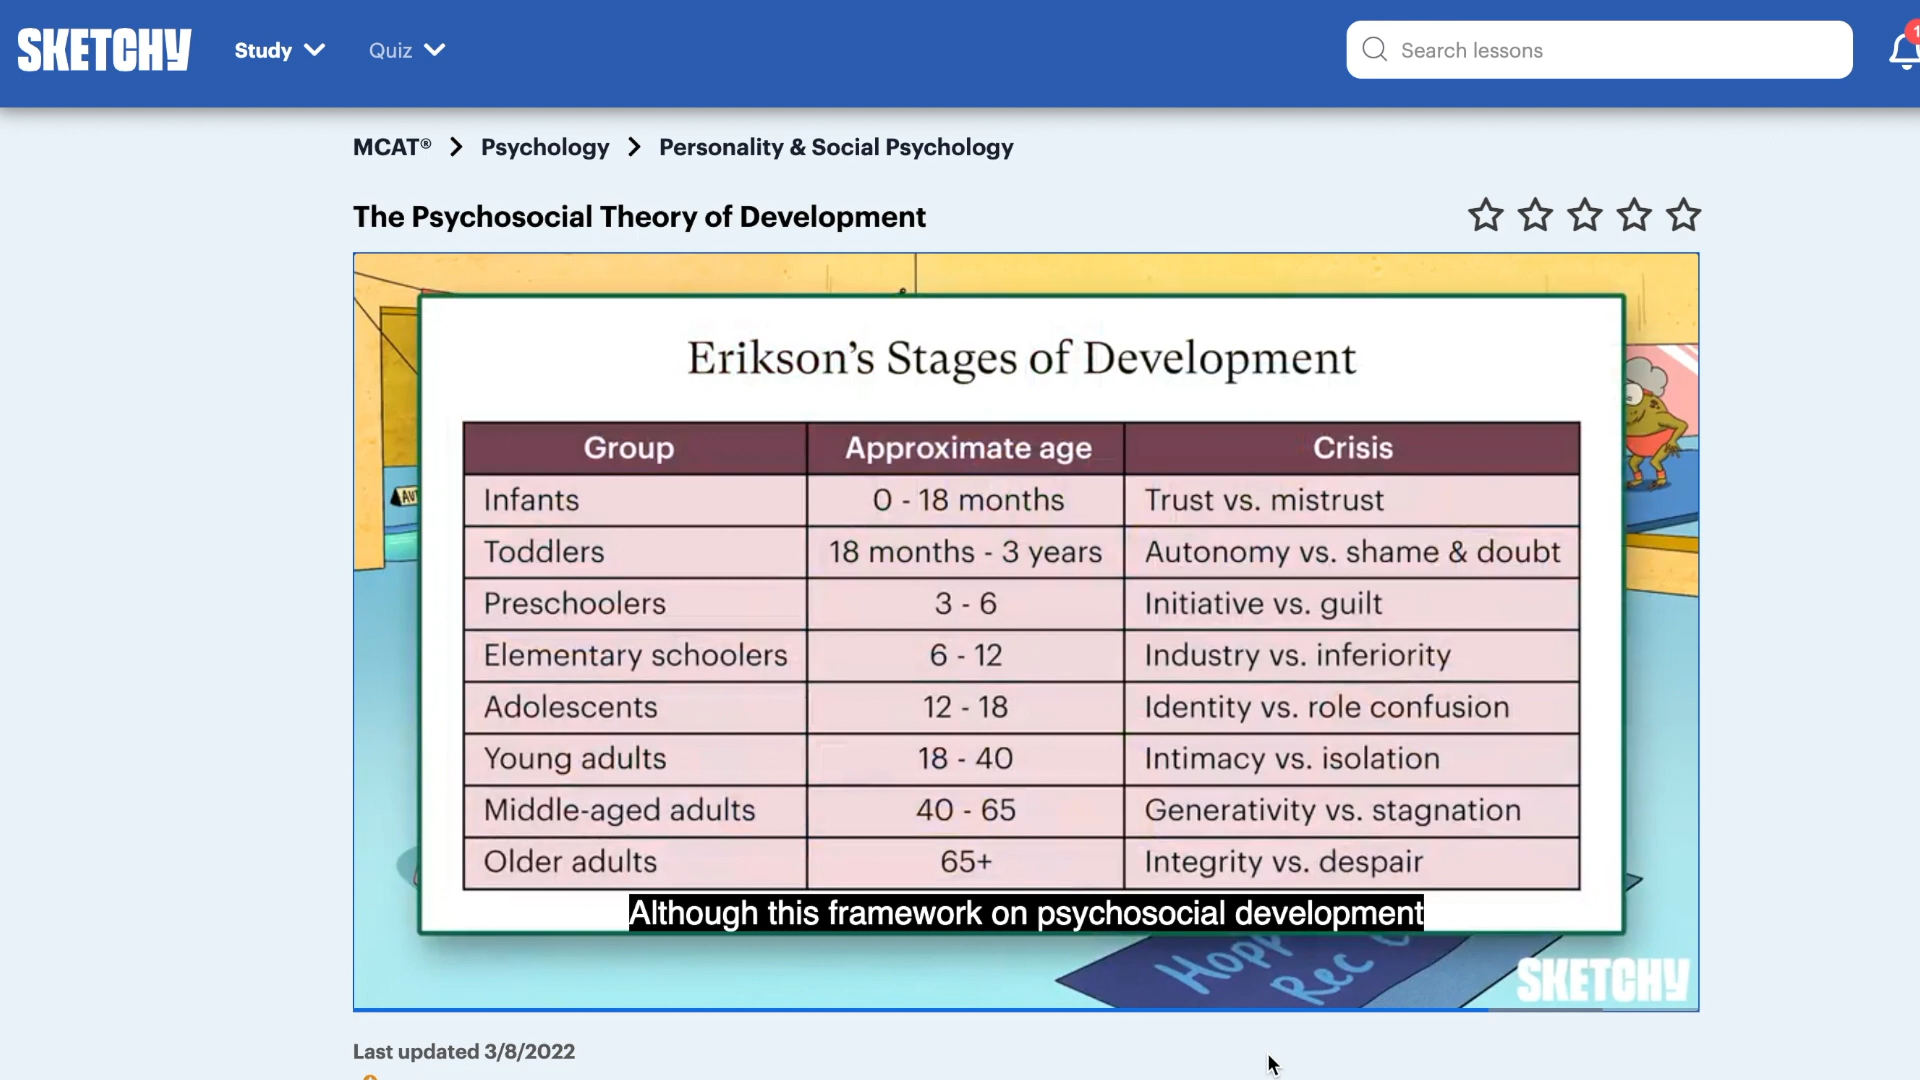 SKETCHY
Study
Quiz
Search lessons
1
MCAT® > Psychology > Personality & Social Psychology
The Psychosocial Theory of Development
Erikson's Stages of Development
Group Approximate age Crisis
Infants 0 - 18 months Trust vs. mistrust
Toddlers 18 months - 3 years Autonomy vs. shame & doubt
Preschoolers 3 - 6 Initiative vs. guilt
Elementary schoolers 6 - 12 Industry vs. inferiority
Adolescents 12 - 18 Identity vs. role confusion
Young adults 18 - 40 Intimacy vs. isolation
Middle-aged adults 40 - 65 Generativity vs. stagnation
Older adults 65+ Integrity vs. despair
Although this framework on psychosocial development
Rec
SKETCHY
Last updated 3/8/2022